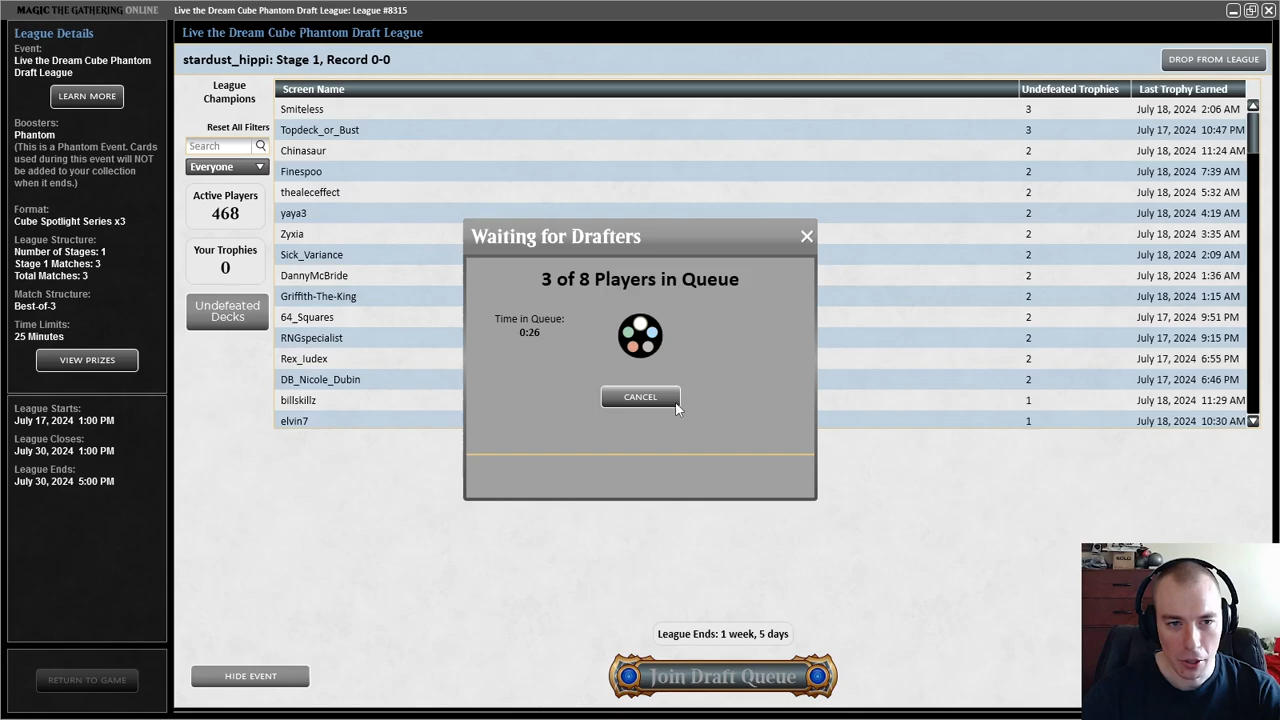 MAGIC THE GATHERING ONLINE
Live the Dream Cube Phantom Draft League: League #8315
League Details
Event:
Live the Dream Cube Phantom
Draft League
LEARN MORE
Boosters:
Phantom
(This is a Phantom Event. Cards
used during this event will NOT
be added to your collection
when it ends.)
Format:
Cube Spotlight Series x3
League Structure:
Number of Stages: 1
Stage 1 Matches: 3
Total Matches: 3
Match Structure:
Best-of-3
Time Limits:
25 Minutes
VIEW PRIZES
League Starts:
July 17, 2024 1:00 PM
League Closes:
July 30, 2024 1:00 PM
League Ends:
July 30, 2024 5:00 PM
RETURN TO GAME
Live the Dream Cube Phantom Draft League
stardust_hippi: Stage 1, Record 0-0
DROP FROM LEAGUE
League
Champions
Reset All Filters
Search
Everyone
Active Players
468
Your Trophies
0
Undefeated
Decks
Screen Name Undefeated Trophies Last Trophy Earned
Smiteless 3 July 18, 2024 2:06 AM
Topdeck_or_Bust 3 July 17, 2024 10:47 PM
Chinasaur 2 July 18, 2024 11:24 AM
Finespoo 2 July 18, 2024 7:39 AM
thealeceffect 2 July 18, 2024 5:32 AM
yaya3 2 July 18, 2024 4:19 AM
Zyxia 2 July 18, 2024 3:35 AM
Sick_Variance 2 July 18, 2024 2:09 AM
DannyMcBride 2 July 18, 2024 1:36 AM
Griffith-The-King 2 July 18, 2024 1:15 AM
64_Squares 2 July 17, 2024 9:51 PM
RNGspecialist 2 July 17, 2024 9:15 PM
Rex_Iudex 2 July 17, 2024 6:55 PM
DB_Nicole_Dubin 2 July 17, 2024 6:46 PM
billskillz 1 July 18, 2024 11:29 AM
elvin7 1 July 18, 2024 10:30 AM
Waiting for Drafters
3 of 8 Players in Queue
Time in Queue:
0:26
CANCEL
League Ends: 1 week, 5 days
HIDE EVENT
Join Draft Queue